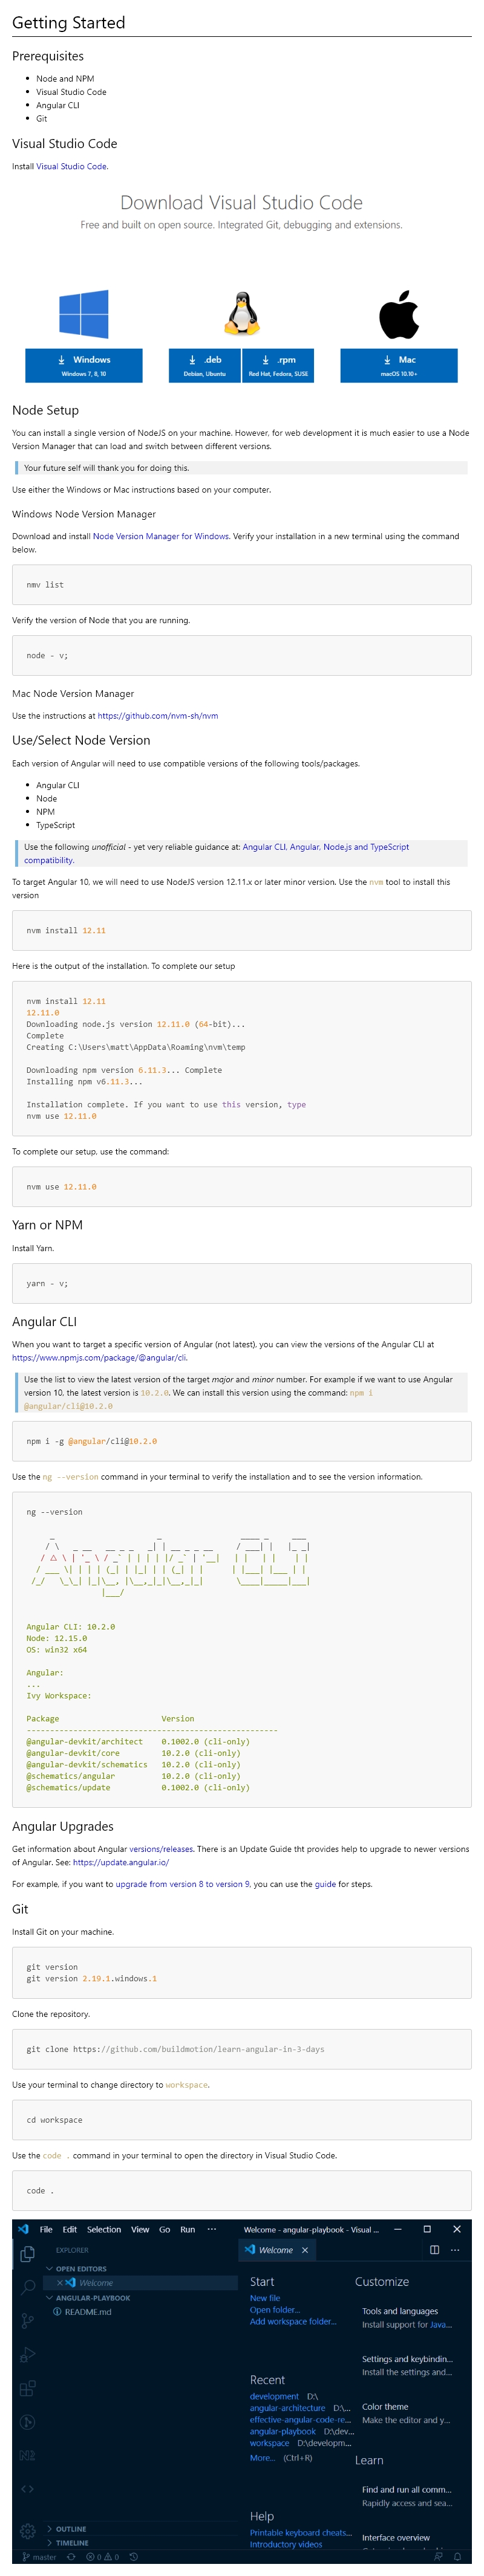 Getting Started
Prerequisites
Node and NPM
Visual Studio Code
Angular CLI
Git
Visual Studio Code
Install Visual Studio Code.
Download Visual Studio Code
Free and built on open source. Integrated Git, debugging and extensions.
Windows
Windows 7, 8, 10
.deb
Debian, Ubuntu
.rpm
Red Hat, Fedora, SUSE
Mac
macOS 10.10+
Node Setup
You can install a single version of NodeJS on your machine. However, for web development it is much easier to use a Node
Version Manager that can load and switch between different versions.
Your future self will thank you for doing this.
Use either the Windows or Mac instructions based on your computer.
Windows Node Version Manager
Download and install Node Version Manager for Windows. Verify your installation in a new terminal using the command
below.
nmv list
Verify the version of Node that you are running.
node - v;
Mac Node Version Manager
Use the instructions at https://github.com/nvm-sh/nvm
Use/Select Node Version
Each version of Angular will need to use compatible versions of the following tools/packages.
Angular CLI
Node
NPM
TypeScript
Use the following unofficial - yet very reliable guidance at: Angular CLI, Angular, Node.js and TypeScript
compatibility.
To target Angular 10, we will need to use NodeJS version 12.11.x or later minor version. Use the nvm tool to install this
version
nvm install 12.11
Here is the output of the installation. To complete our setup
nvm install 12.11
12.11.0
Downloading node.js version 12.11.0 (64-bit)...
Complete
Creating C:\Users\matt\AppData\Roaming\nvm\temp
Downloading npm version 6.11.3... Complete
Installing npm v6.11.3...
Installation complete. If you want to use this version, type
nvm use 12.11.0
To complete our setup, use the command:
nvm use 12.11.0
Yarn or NPM
Install Yarn.
yarn - v;
Angular CLI
When you want to target a specific version of Angular (not latest), you can view the versions of the Angular CLI at
https://www.npmjs.com/package/@angular/cli.
Use the list to view the latest version of the target major and minor number. For example if we want to use Angular
version 10, the latest version is 10.2.0. We can install this version using the command: npm i
@angular/cli@10.2.0
npm i -g @angular/cli@10.2.0
Use the ng --version command in your terminal to verify the installation and to see the version information.
ng --version
Angular CLI
Angular CLI: 10.2.0
Node: 12.15.0
OS: win32 x64
Angular:
...
Ivy Workspace:
Package Version
------------------------------------------------------
@angular-devkit/architect 0.1002.0 (cli-only)
@angular-devkit/core 10.2.0 (cli-only)
@angular-devkit/schematics 10.2.0 (cli-only)
@schematics/angular 10.2.0 (cli-only)
@schematics/update 0.1002.0 (cli-only)
Angular Upgrades
Get information about Angular versions/releases. There is an Update Guide tht provides help to upgrade to newer versions
of Angular. See: https://update.angular.io/
For example, if you want to upgrade from version 8 to version 9, you can use the guide for steps.
Git
Install Git on your machine.
git version
git version 2.19.1.windows.1
Clone the repository.
git clone https://github.com/buildmotion/learn-angular-in-3-days
Use your terminal to change directory to workspace.
cd workspace
Use the code . command in your terminal to open the directory in Visual Studio Code.
code .
File Edit Selection View Go Run ··· Welcome - angular-playbook - Visual ...
EXPLORER
OPEN EDITORS
Welcome
ANGULAR-PLAYBOOK
README.md
OUTLINE
TIMELINE
Welcome
Start
New file
Open folder...
Add workspace folder...
Recent
development D:\
angular-architecture D:\...
effective-angular-code-re...
angular-playbook D:\dev...
workspace D:\developm...
More... (Ctrl+R)
Help
Printable keyboard cheats...
Introductory videos
Customize
Tools and languages
Install support for Java...
Settings and keybindin...
Install the settings and...
Color theme
Make the editor and y...
Learn
Find and run all comm...
Rapidly access and sea...
Interface overview
master 0 0